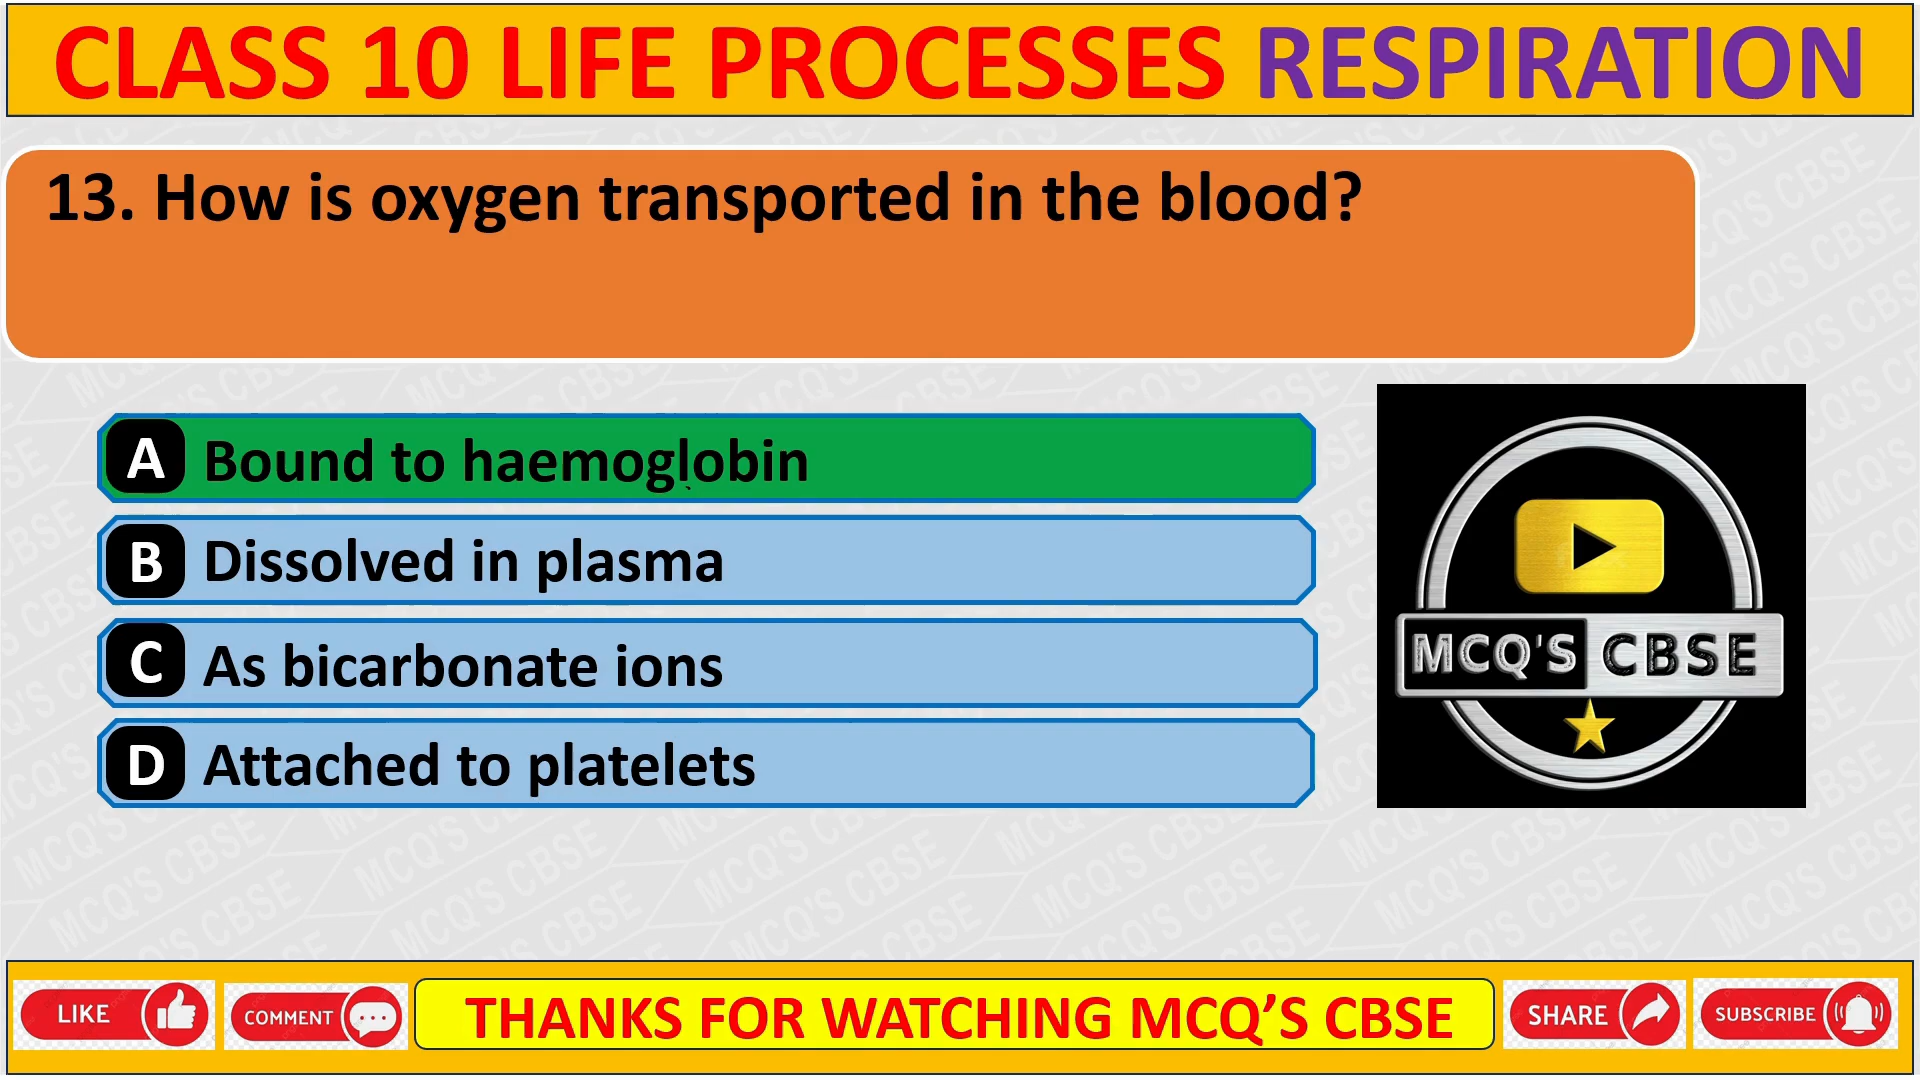 CLASS 10 LIFE PROCESSES RESPIRATION
13. How is oxygen transported in the blood?
A Bound to haemoglobin
B Dissolved in plasma
C As bicarbonate ions
D Attached to platelets
MCQ'S CBSE
LIKE
COMMENT
THANKS FOR WATCHING MCQ’S CBSE
SHARE
SUBSCRIBE